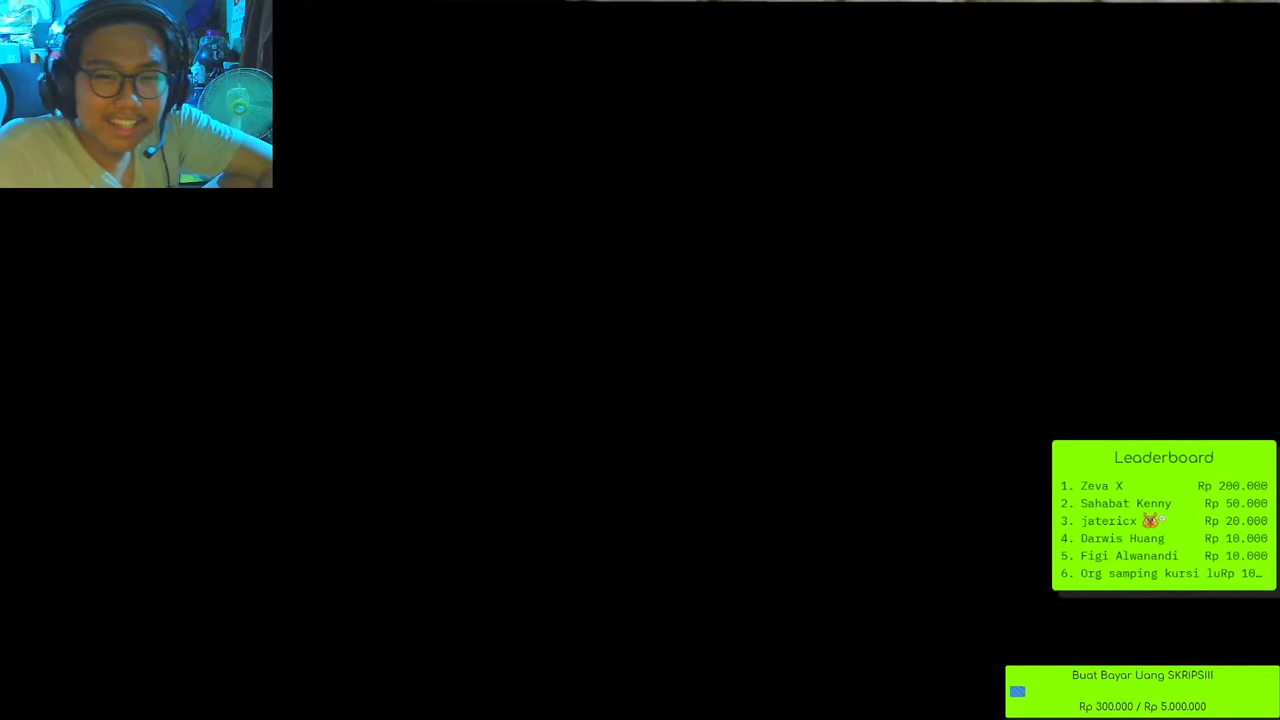 Leaderboard
1. Zeva X Rp 200.000
2. Sahabat Kenny Rp 50.000
3. jatericx Rp 20.000
4. Darwis Huang Rp 10.000
5. Figi Alwanandi Rp 10.000
6. Org samping kursi luRp 10…
Buat Bayar Uang SKRIPSIII
Rp 300.000 / Rp 5.000.000